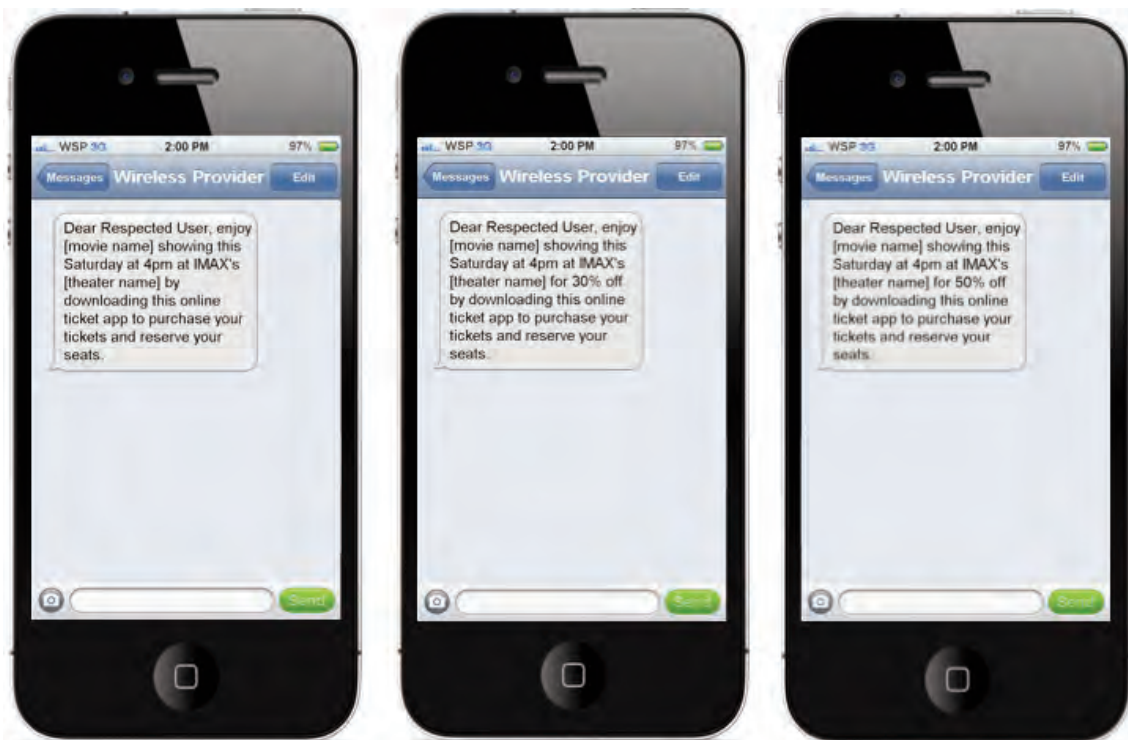 WSP 3G 2:00 PM 97%
Messages Wireless Provider Edit
Dear Respected User, enjoy
[movie name] showing this
Saturday at 4pm at IMAX's
[theater name] by
downloading this online
ticket app to purchase your
tickets and reserve your
seats.
Send
WSP 3G 2:00 PM 97%
Messages Wireless Provider Edit
Dear Respected User, enjoy
[movie name] showing this
Saturday at 4pm at IMAX's
[theater name] for 30% off
by downloading this online
ticket app to purchase your
tickets and reserve your
seats.
Send
WSP 3G 2:00 PM 97%
Messages Wireless Provider Edit
Dear Respected User, enjoy
[movie name] showing this
Saturday at 4pm at IMAX's
[theater name] for 50% off
by downloading this online
ticket app to purchase your
tickets and reserve your
seats.
Send